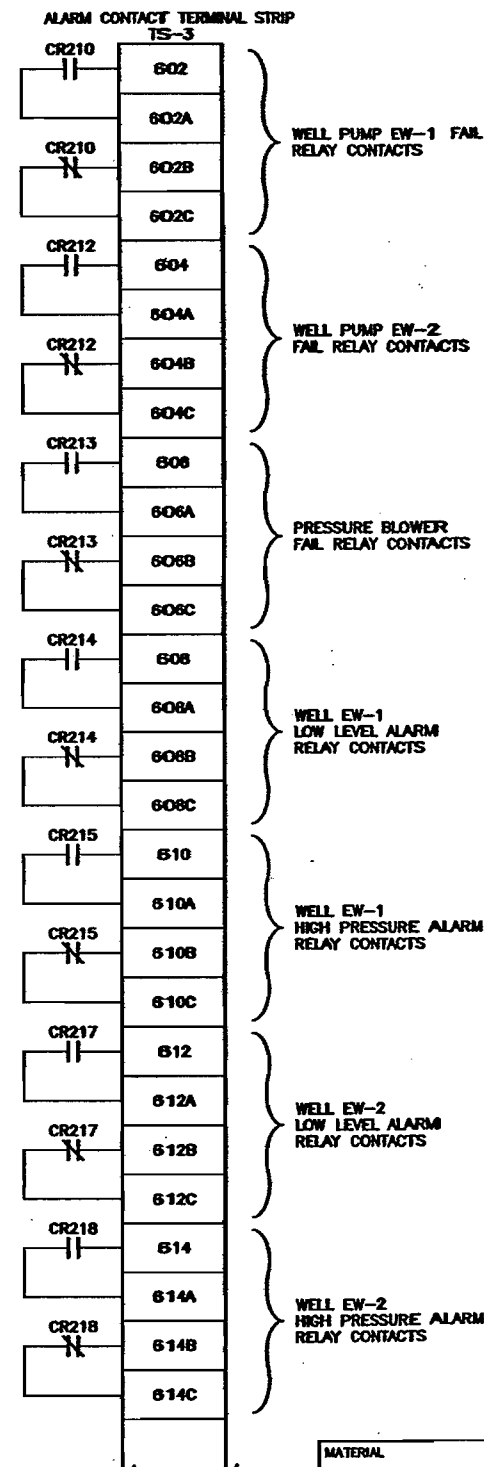 ALARM CONTACT TERMINAL STRIP
TS-3
CR210
602
602A
CR210
602B
602C
WELL PUMP EW-1 FAIL
RELAY CONTACTS
CR212
604
604A
CR212
604B
604C
WELL PUMP EW-2
FAIL RELAY CONTACTS
CR213
606
606A
CR213
606B
606C
PRESSURE BLOWER
FAIL RELAY CONTACTS
CR214
608
608A
CR214
608B
608C
WELL EW-1
LOW LEVEL ALARM
RELAY CONTACTS
CR215
610
610A
CR215
610B
610C
WELL EW-1
HIGH PRESSURE ALARM
RELAY CONTACTS
CR217
612
612A
CR217
612B
612C
WELL EW-2
LOW LEVEL ALARM
RELAY CONTACTS
CR218
614
614A
CR218
614B
614C
WELL EW-2
HIGH PRESSURE ALARM
RELAY CONTACTS
MATERIAL